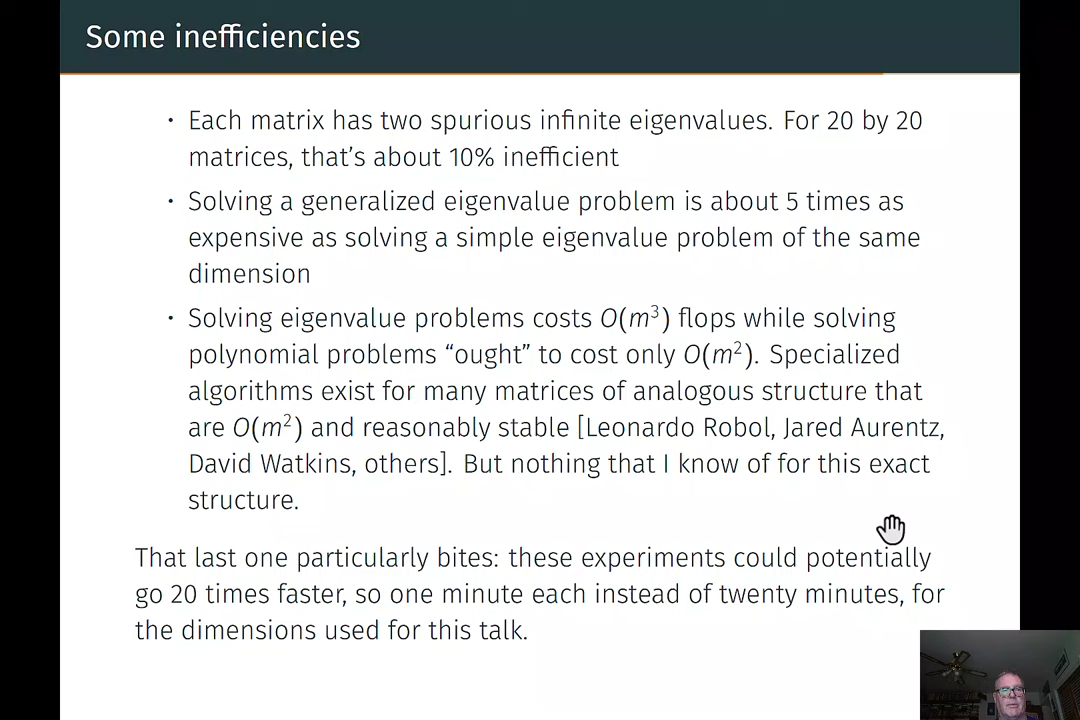 Some inefficiencies
· Each matrix has two spurious infinite eigenvalues. For 20 by 20
matrices, that's about 10% inefficient
· Solving a generalized eigenvalue problem is about 5 times as
expensive as solving a simple eigenvalue problem of the same
dimension
· Solving eigenvalue problems costs O(m³) flops while solving
polynomial problems “ought” to cost only O(m²). Specialized
algorithms exist for many matrices of analogous structure that
are O(m²) and reasonably stable [Leonardo Robol, Jared Aurentz,
David Watkins, others]. But nothing that I know of for this exact
structure.
That last one particularly bites: these experiments could potentially
go 20 times faster, so one minute each instead of twenty minutes, for
the dimensions used for this talk.